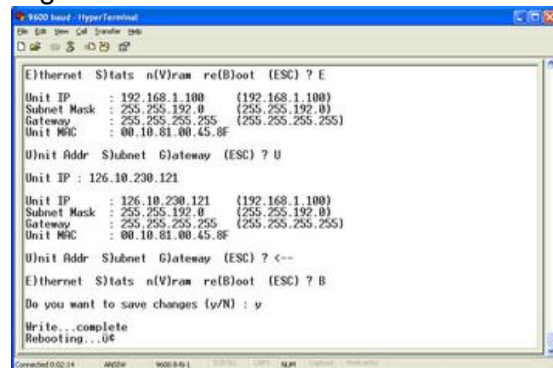 9600 baud - HyperTerminal
File Edit View Call Transfer Help
E)thernet S)tats n(V)ram re(B)oot (ESC) ? E
Unit IP : 192.168.1.100 (192.168.1.100)
Subnet Mask : 255.255.192.0 (255.255.192.0)
Gateway : 255.255.255.255 (255.255.255.255)
Unit MAC : 00.10.81.00.45.8F
U)nit Addr S)ubnet G)ateway (ESC) ? U
Unit IP : 126.10.230.121
Unit IP : 126.10.230.121 (192.168.1.100)
Subnet Mask : 255.255.192.0 (255.255.192.0)
Gateway : 255.255.255.255 (255.255.255.255)
Unit MAC : 00.10.81.00.45.8F
U)nit Addr S)ubnet G)ateway (ESC) ? <--
E)thernet S)tats n(V)ram re(B)oot (ESC) ? B
Do you want to save changes (y/N) : y
Write...complete
Rebooting...ü¢
Connected 0:02:14 ANSIW 9600 8-N-1 SCROLL CAPS NUM Capture Print echo